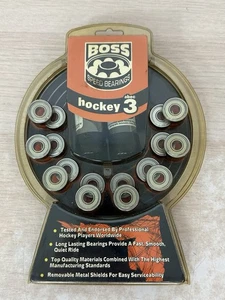 BOSS
SPEED BEARINGS
hockey abec 3
• Tested And Endorsed By Professional
Hockey Players Worldwide
• Long Lasting Bearings Provide A Fast, Smooth,
Quiet Ride
• Top Quality Materials Combined With The Highest
Manufacturing Standards
• Removable Metal Shields For Easy Serviceability